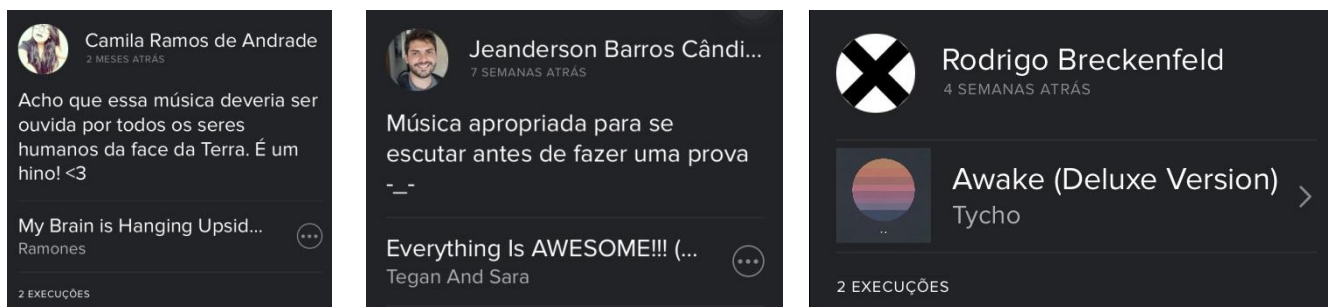 Camila Ramos de Andrade
2 MESES ATRÁS
Acho que essa música deveria ser
ouvida por todos os seres
humanos da face da Terra. É um
hino! <3
My Brain is Hanging Upsid...
Ramones
2 EXECUÇÕES
Jeanderson Barros Cândi...
7 SEMANAS ATRÁS
Música apropriada para se
escutar antes de fazer uma prova
-_-
Everything Is AWESOME!!! (...
Tegan And Sara
Rodrigo Breckenfeld
4 SEMANAS ATRÁS
Awake (Deluxe Version)
Tycho
2 EXECUÇÕES